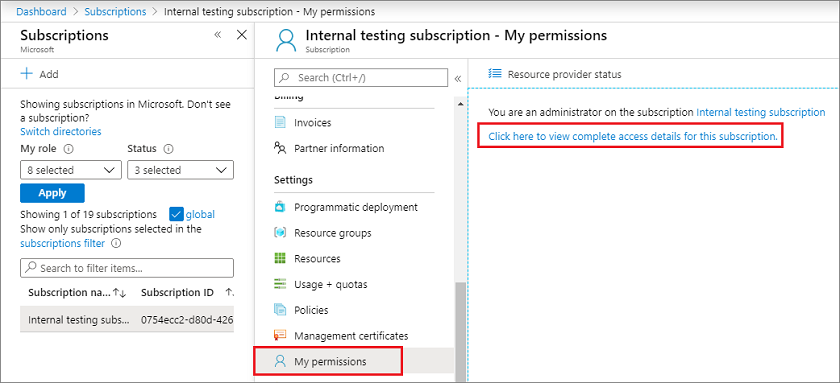 Dashboard > Subscriptions > Internal testing subscription - My permissions
Subscriptions
Microsoft
Add
Showing subscriptions in Microsoft. Don't see
a subscription?
Switch directories
My role
Status
8 selected
3 selected
Apply
Showing 1 of 19 subscriptions
global
Show only subscriptions selected in the
subscriptions filter
Search to filter items...
Subscription na...
Subscription ID
Internal testing subs...
0754ecc2-d80d-426
Internal testing subscription - My permissions
Subscription
Search (Ctrl+/)
Billing
Invoices
Partner information
Settings
Programmatic deployment
Resource groups
Resources
Usage + quotas
Policies
Management certificates
My permissions
Resource provider status
You are an administrator on the subscription Internal testing subscription
Click here to view complete access details for this subscription.